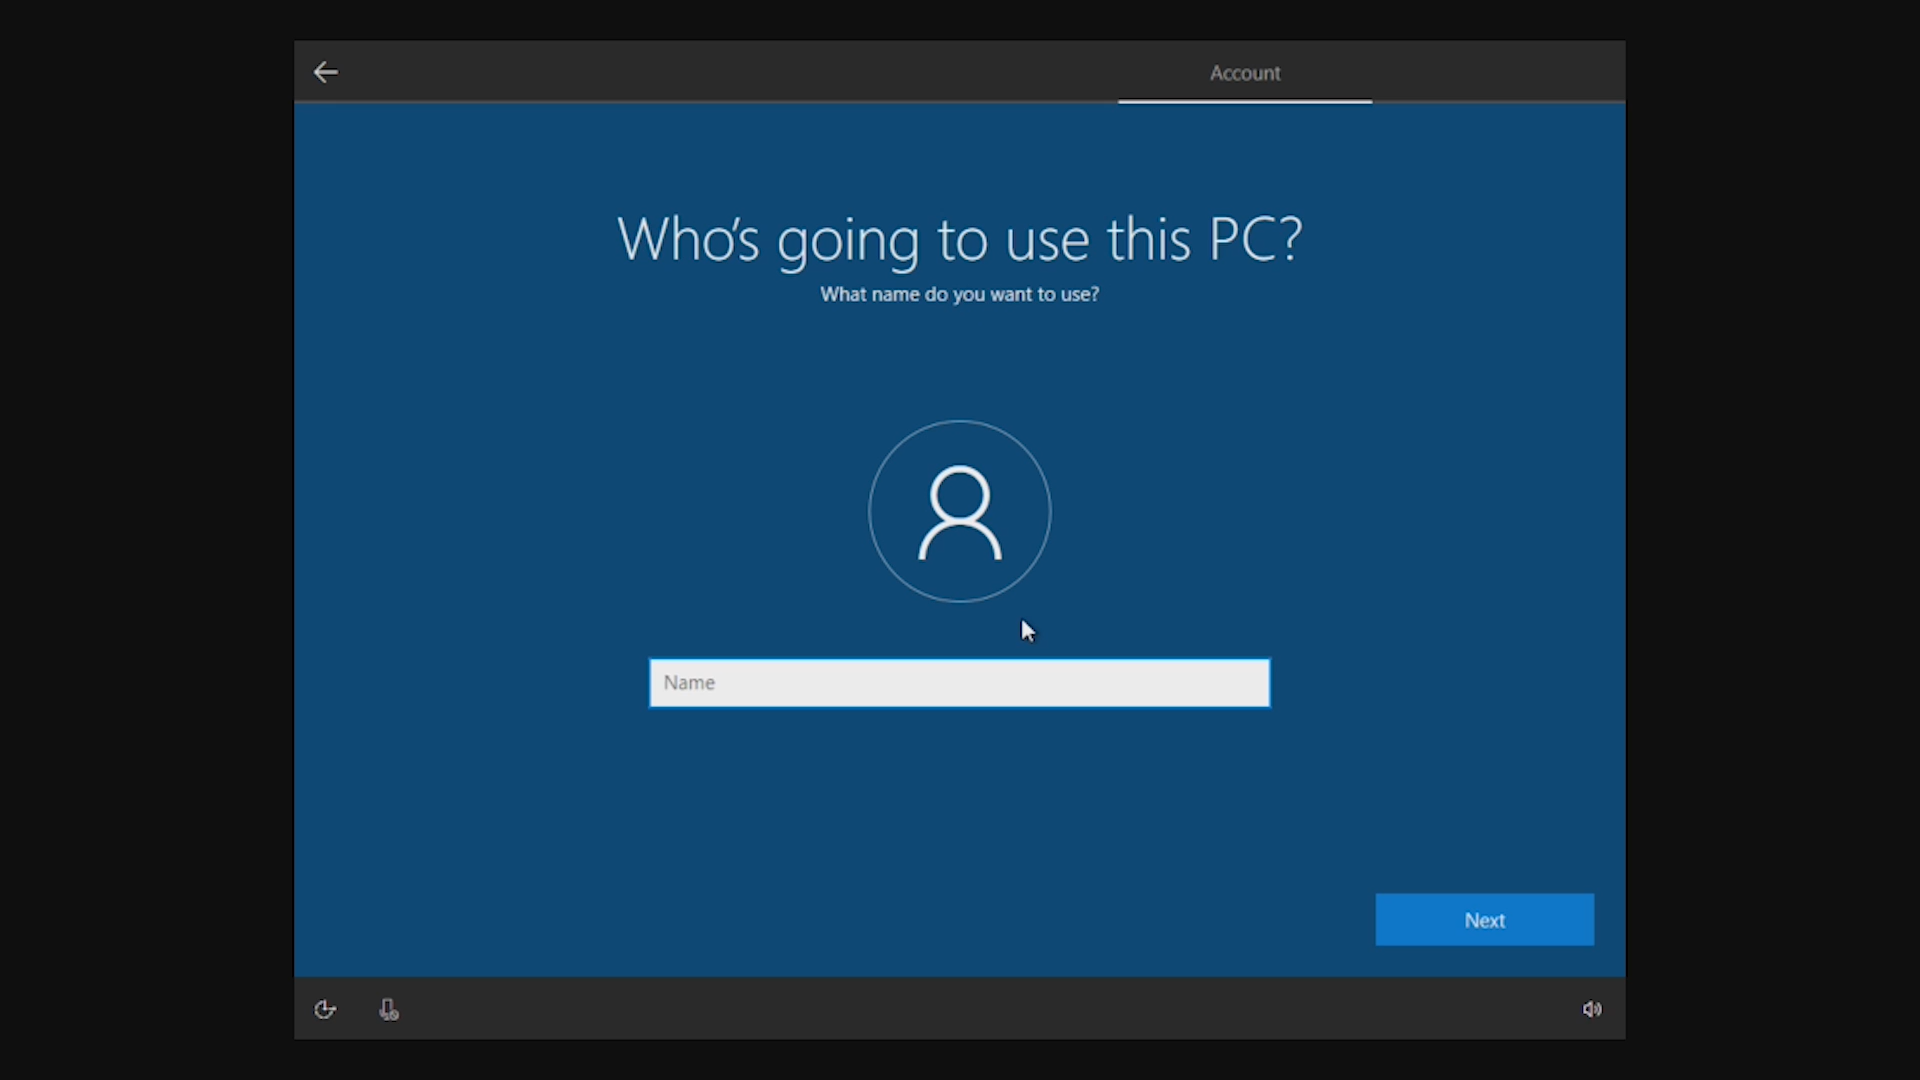 Account
Who's going to use this PC?
What name do you want to use?
Name
Next